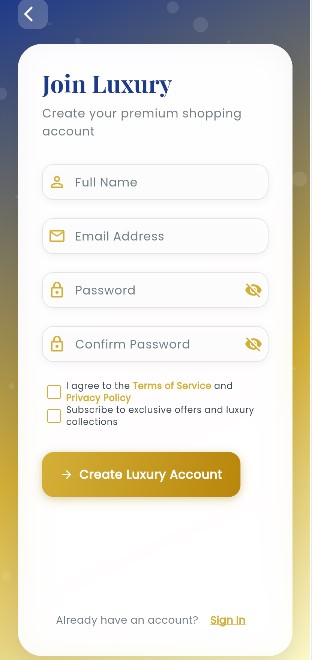 Join Luxury
Create your premium shopping
account
Full Name
Email Address
Password
Confirm Password
I agree to the Terms of Service and
Privacy Policy
Subscribe to exclusive offers and luxury
collections
Create Luxury Account
Already have an account? Sign In